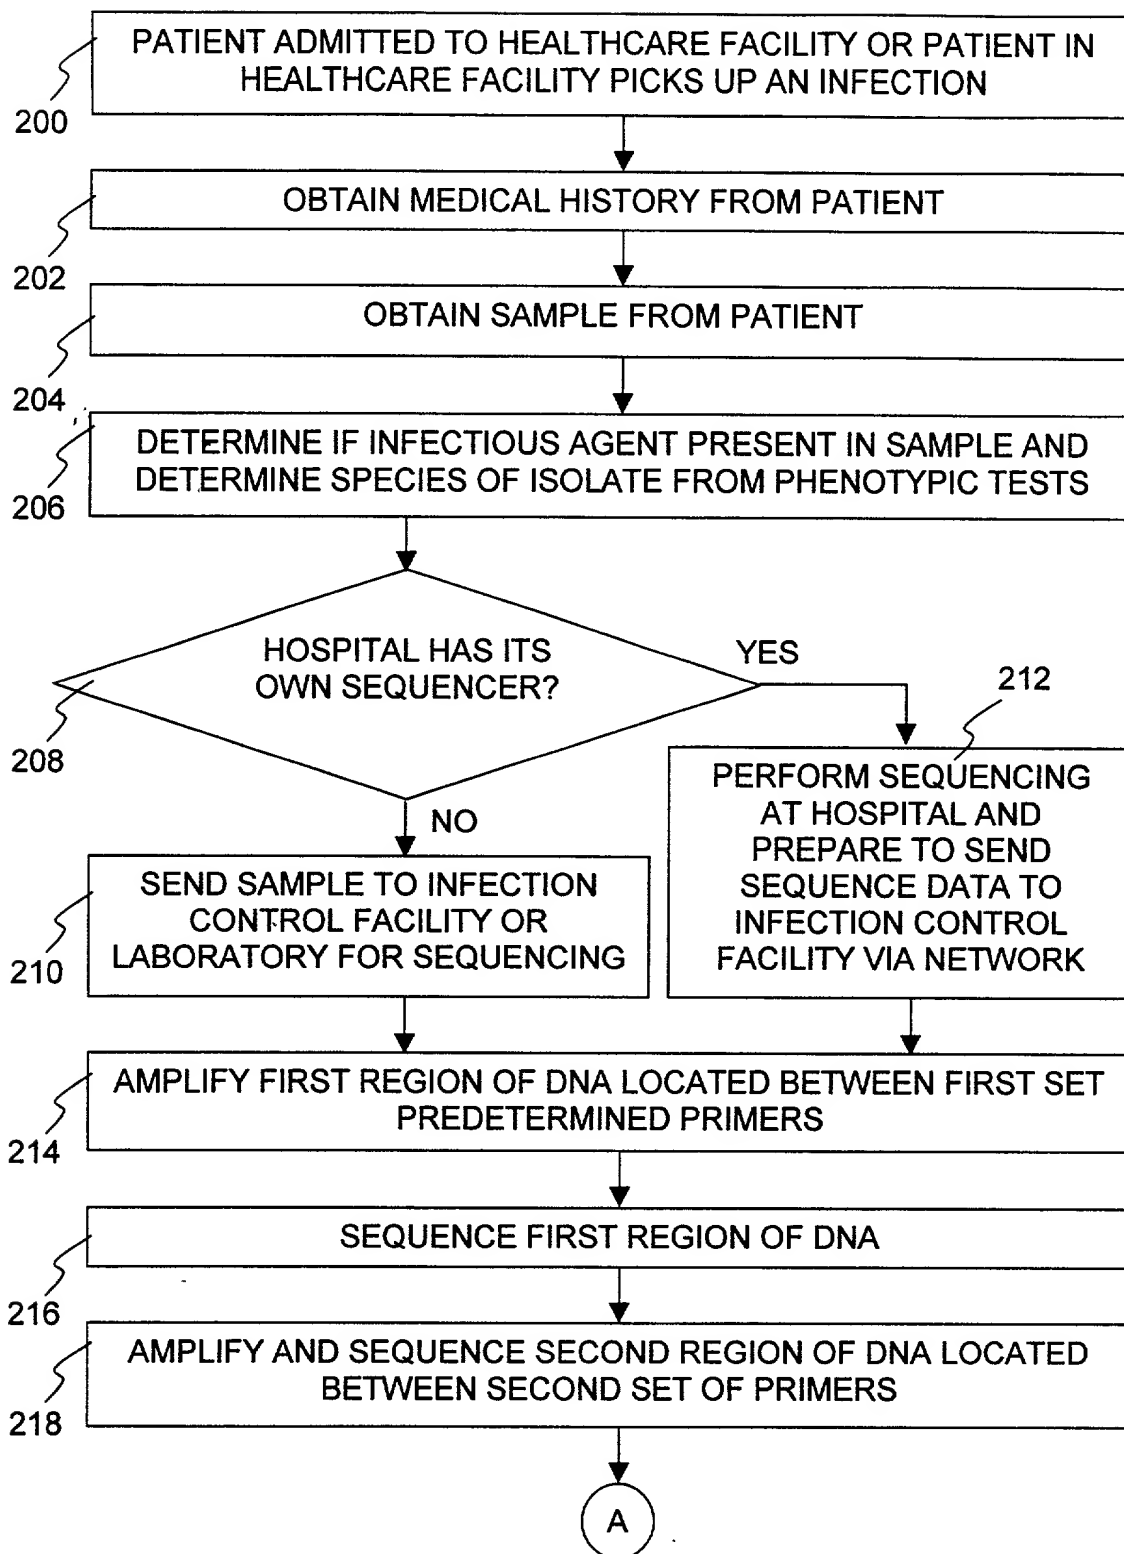 PATIENT ADMITTED TO HEALTHCARE FACILITY OR PATIENT IN
HEALTHCARE FACILITY PICKS UP AN INFECTION
200
OBTAIN MEDICAL HISTORY FROM PATIENT
202
OBTAIN SAMPLE FROM PATIENT
204
DETERMINE IF INFECTIOUS AGENT PRESENT IN SAMPLE AND
DETERMINE SPECIES OF ISOLATE FROM PHENOTYPIC TESTS
206
HOSPITAL HAS ITS
OWN SEQUENCER?
YES
208
212
NO
PERFORM SEQUENCING
AT HOSPITAL AND
PREPARE TO SEND
SEQUENCE DATA TO
INFECTION CONTROL
FACILITY VIA NETWORK
SEND SAMPLE TO INFECTION
CONTROL FACILITY OR
LABORATORY FOR SEQUENCING
210
AMPLIFY FIRST REGION OF DNA LOCATED BETWEEN FIRST SET
PREDETERMINED PRIMERS
214
SEQUENCE FIRST REGION OF DNA
216
AMPLIFY AND SEQUENCE SECOND REGION OF DNA LOCATED
BETWEEN SECOND SET OF PRIMERS
218
A